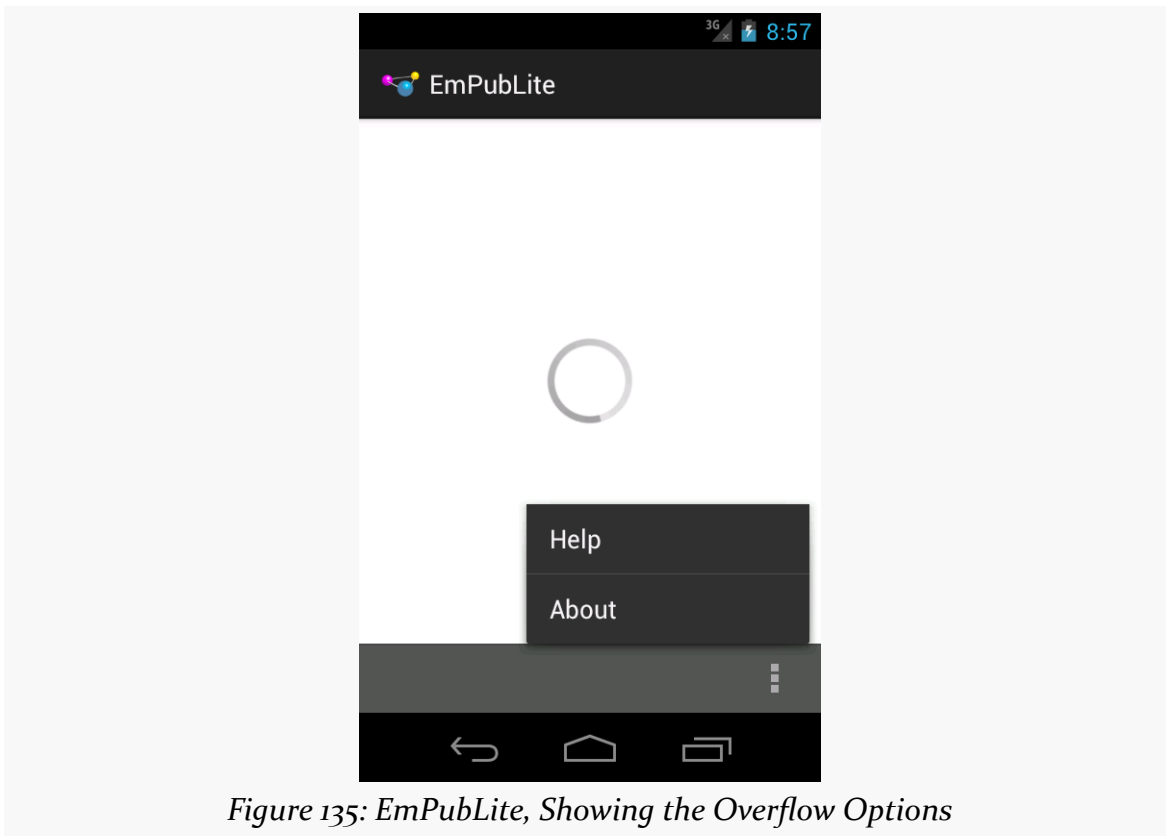 3G
8:57
EmPubLite
Help
About
Figure 135: EmPubLite, Showing the Overflow Options